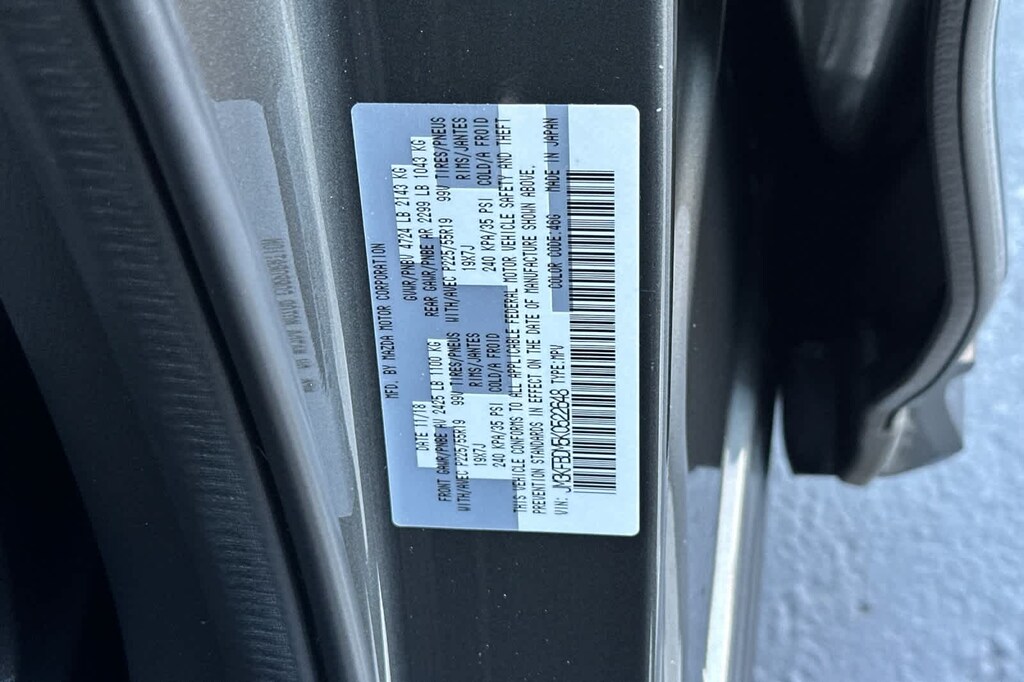 MFD. BY MAZDA MOTOR CORPORATION
DATE 11/18 GVWR/PNBV 4724 LB 2143 KG
FRONT GAWR/PNBE AV 2425 LB 1100 KG REAR GAWR/PNBE AR 2299 LB 1043 KG
WITH/AVEC P225/55R19 99V TIRES/PNEUS WITH/AVEC P225/55R19 99V TIRES/PNEUS
19X7J RIMS/JANTES 19X7J RIMS/JANTES
240 KPA/35 PSI COLD/A FROID 240 KPA/35 PSI COLD/A FROID
THIS VEHICLE CONFORMS TO ALL APPLICABLE FEDERAL MOTOR VEHICLE SAFETY AND THEFT
PREVENTION STANDARDS IN EFFECT ON THE DATE OF MANUFACTURE SHOWN ABOVE.
VIN: JM3KFBDM5K0522648 TYPE:MPV COLOR CODE:46G MADE IN JAPAN